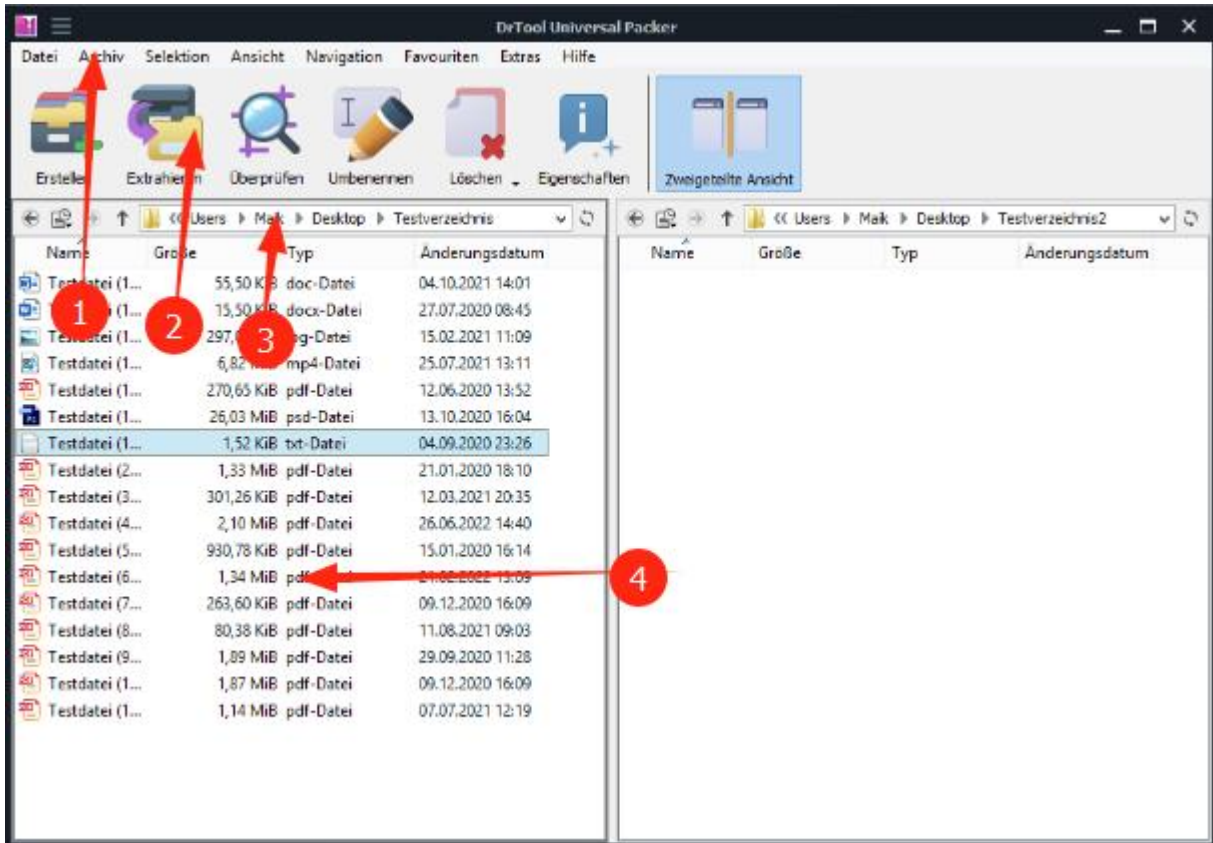 DrTool Universal Packer
Datei Archiv Selektion Ansicht Navigation Favouriten Extras Hilfe
Erstellen Extrahieren Überprüfen Umbenennen Löschen Eigenschaften Zweigeteilte Ansicht
Users Maik Desktop Testverzeichnis
Name Größe Typ Änderungsdatum
Testdatei (1... 55,50 KiB doc-Datei 04.10.2021 14:01
(1... 15,50 KiB docx-Datei 27.07.2020 08:45
Testdatei (1... 15.02.2021 11:09
Testdatei (1... 6,82 mp4-Datei 25.07.2021 13:11
Testdatei (1... 270,65 KiB pdf-Datei 12.06.2020 13:52
Testdatei (1... 26,03 MiB psd-Datei 13.10.2020 16:04
Testdatei (1... 1,52 KiB txt-Datei 04.09.2020 23:26
Testdatei (2... 1,33 MiB pdf-Datei 21.01.2020 18:10
Testdatei (3... 301,26 KiB pdf-Datei 12.03.2021 20:35
Testdatei (4... 2,10 MiB pdf-Datei 26.06.2022 14:40
Testdatei (5... 930,78 KiB pdf-Datei 15.01.2020 16:14
Testdatei (6... 1,34 MiB
Testdatei (7... 263,60 KiB pdf-Datei 09.12.2020 16:09
Testdatei (8... 80,38 KiB pdf-Datei 11.08.2021 09:03
Testdatei (9... 1,89 MiB pdf-Datei 29.09.2020 11:28
Testdatei (1... 1,87 MiB pdf-Datei 09.12.2020 16:09
Testdatei (1... 1,14 MiB pdf-Datei 07.07.2021 12:19
Users Maik Desktop Testverzeichnis2
Name Größe Typ Änderungsdatum
1
2
3
4